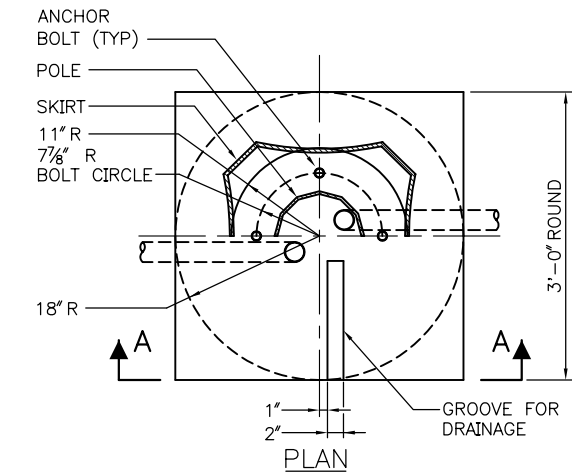 ANCHOR
BOLT (TYP)
POLE
SKIRT
11" R
7⅞" R
BOLT CIRCLE
3'-0" ROUND
18" R
A
A
1"
2"
GROOVE FOR
DRAINAGE
PLAN